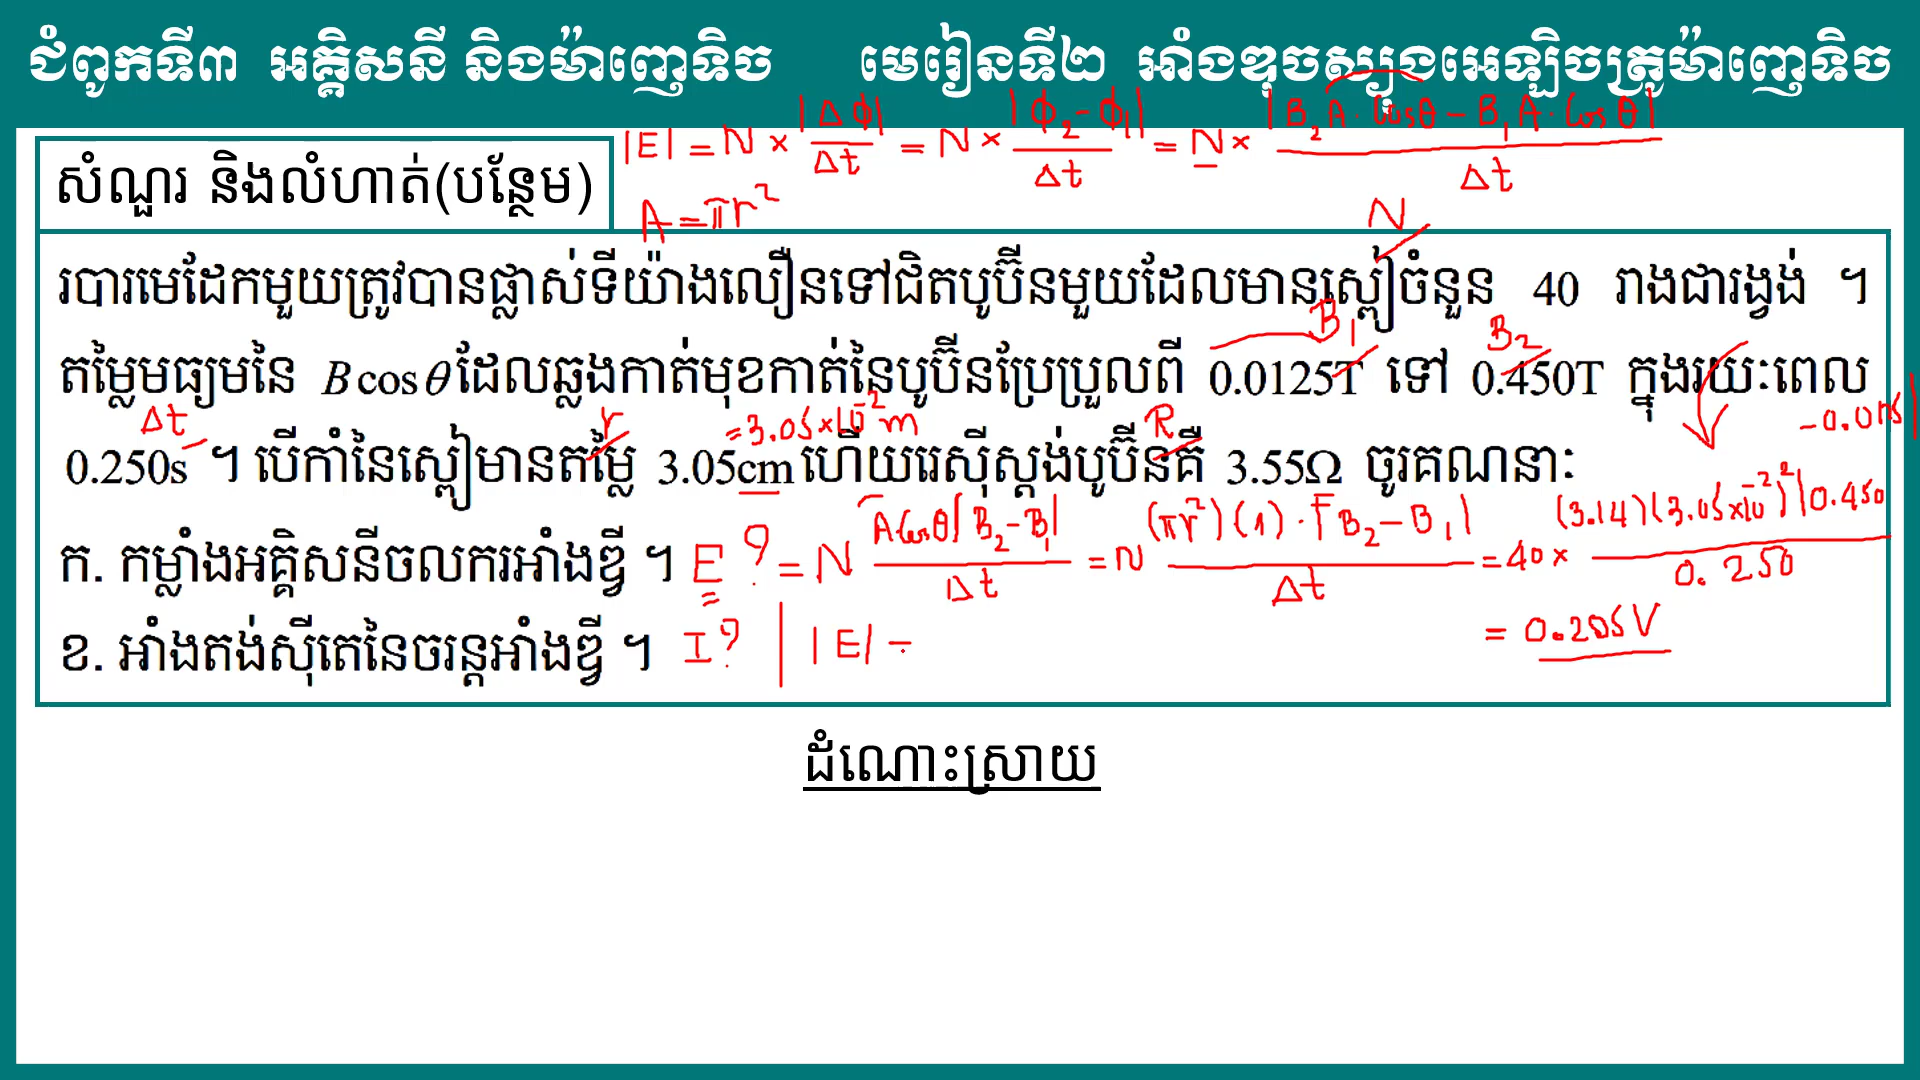 ជំពូកទី៣ អគ្គិសនី និងម៉ាញេទិច មេរៀនទី២ អាំងឌុចស្យុងអេឡិចត្រូម៉ាញេទិច
|E| = N × |Δϕ| / Δt = N × |ϕ₂ - ϕ₁| / Δt = N × |B₂A · Cosθ - B₁A · Cosθ| / Δt
សំណួរ និងលំហាត់(បន្ថែម)
A = πr²
N
របារមេដែកមួយត្រូវបានផ្លាស់ទីយ៉ាងលឿនទៅជិតបូប៊ីនមួយដែលមានស្ពៀចំនួន 40 រាងជារង្វង់ ។
B₁ B₂
តម្លៃមធ្យមនៃ B cos θ ដែលឆ្លងកាត់មុខកាត់នៃបូប៊ីនប្រែប្រួលពី 0.0125T ទៅ 0.450T ក្នុងរយៈពេល
Δt r = 3.05×10⁻²m R
0.250s ។ បើកាំនៃស្ពៀមានតម្លៃ 3.05cm ហើយរេស៊ីស្តង់បូប៊ីនគឺ 3.55Ω ចូរគណនាៈ
ក. កម្លាំងអគ្គិសនីចលករអាំងឌ្វី ។ E ? = N Acosθ|B₂ - B₁| / Δt = N (πr²)(1) · |B₂ - B₁| / Δt = 40 × (3.14)(3.05×10⁻²)²|0.450 / 0.250
= 0.205V
ខ. អាំងតង់ស៊ីតេនៃចរន្តអាំងឌ្វី ។ I ? |E| -
ដំណោះស្រាយ